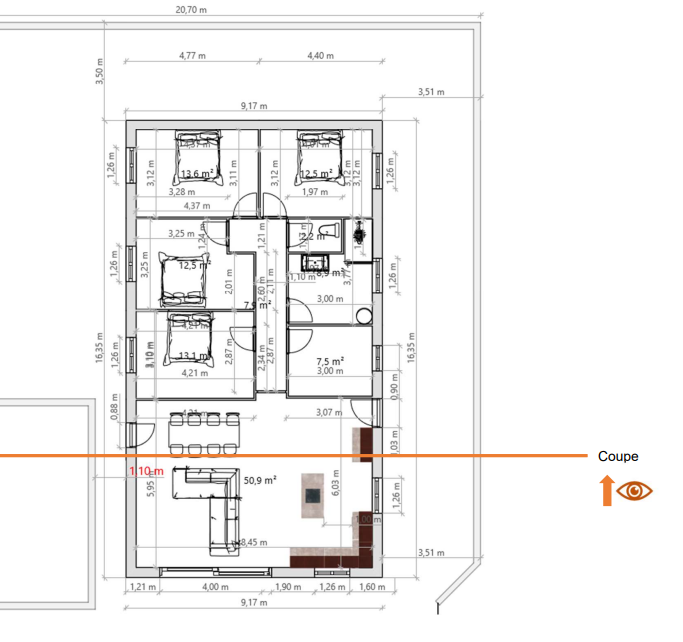 20,70 m
3,50 m
4,77 m
4,40 m
3,51 m
9,17 m
1,26 m
3,12 m
13,6 m²
3,11 m
3,12 m
12,5 m²
3,12 m
3,12 m
1,26 m
3,28 m
1,97 m
4,37 m
3,25 m
1,21 m
2,2 m²
1,26 m
3,25 m
12,5 m²
2,01 m
2,60 m
2,11 m
1,10 m
8,9 m²
1,26 m
3,00 m
7,9 m²
4,21 m
16,35 m
1,26 m
3,10 m
13,1 m²
2,87 m
2,34 m
2,87 m
7,5 m²
16,35 m
4,21 m
3,00 m
0,90 m
0,88 m
4,21 m
3,07 m
Coupe
1,10 m
5,95 m
50,9 m²
6,03 m
1,26 m
8,45 m
3,51 m
1,21 m
4,00 m
1,90 m
1,26 m
1,60 m
9,17 m